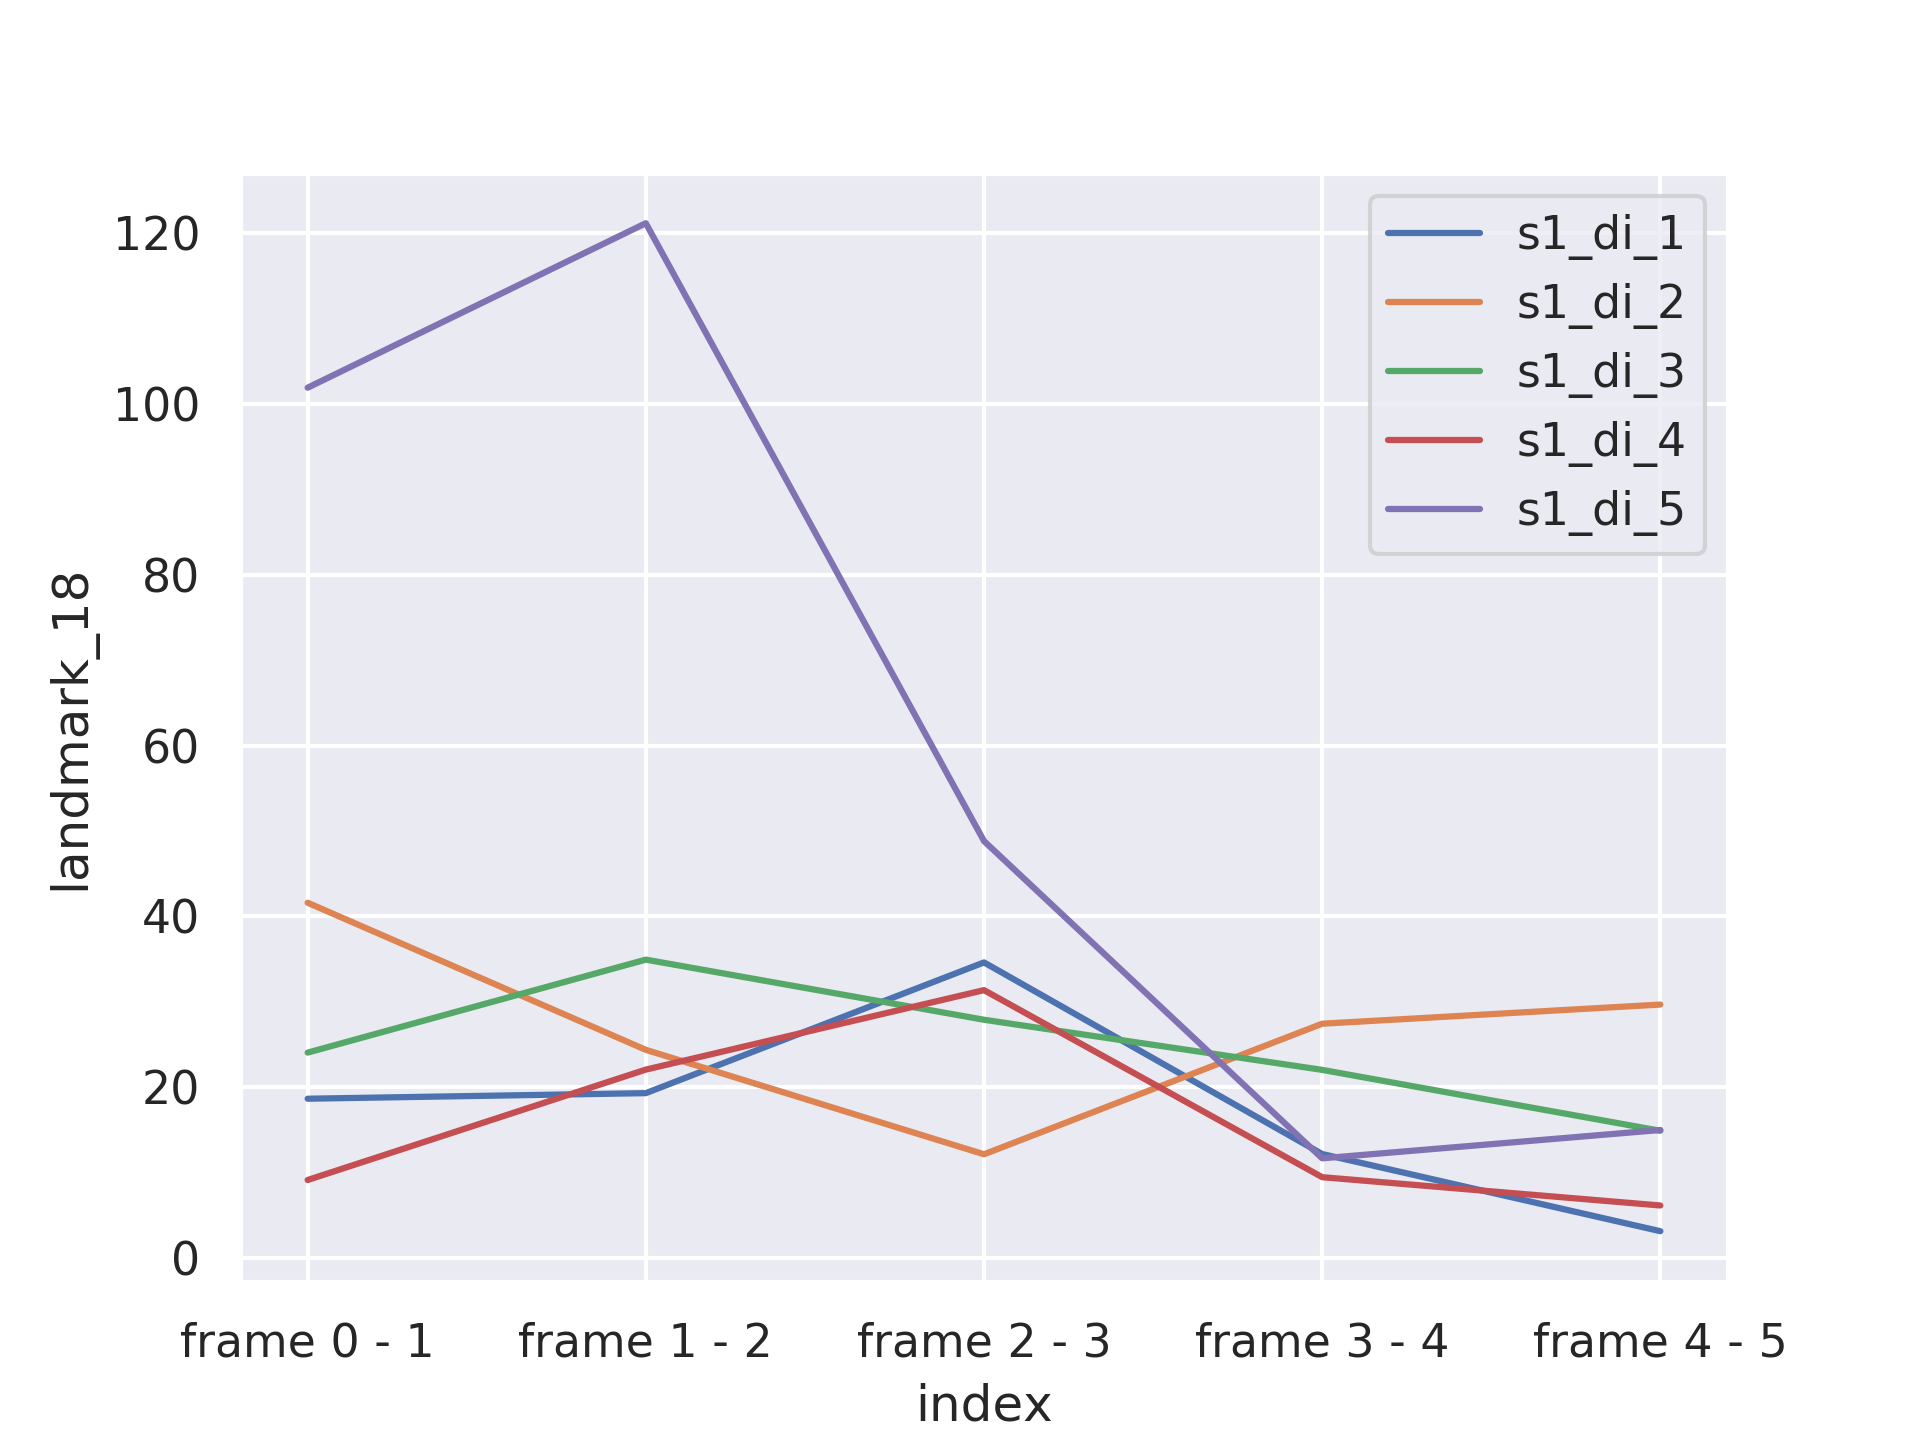 s1_di_1
s1_di_2
s1_di_3
s1_di_4
s1_di_5
120
100
80
60
40
20
0
landmark_18
frame 0 - 1 frame 1 - 2 frame 2 - 3 frame 3 - 4 frame 4 - 5
index